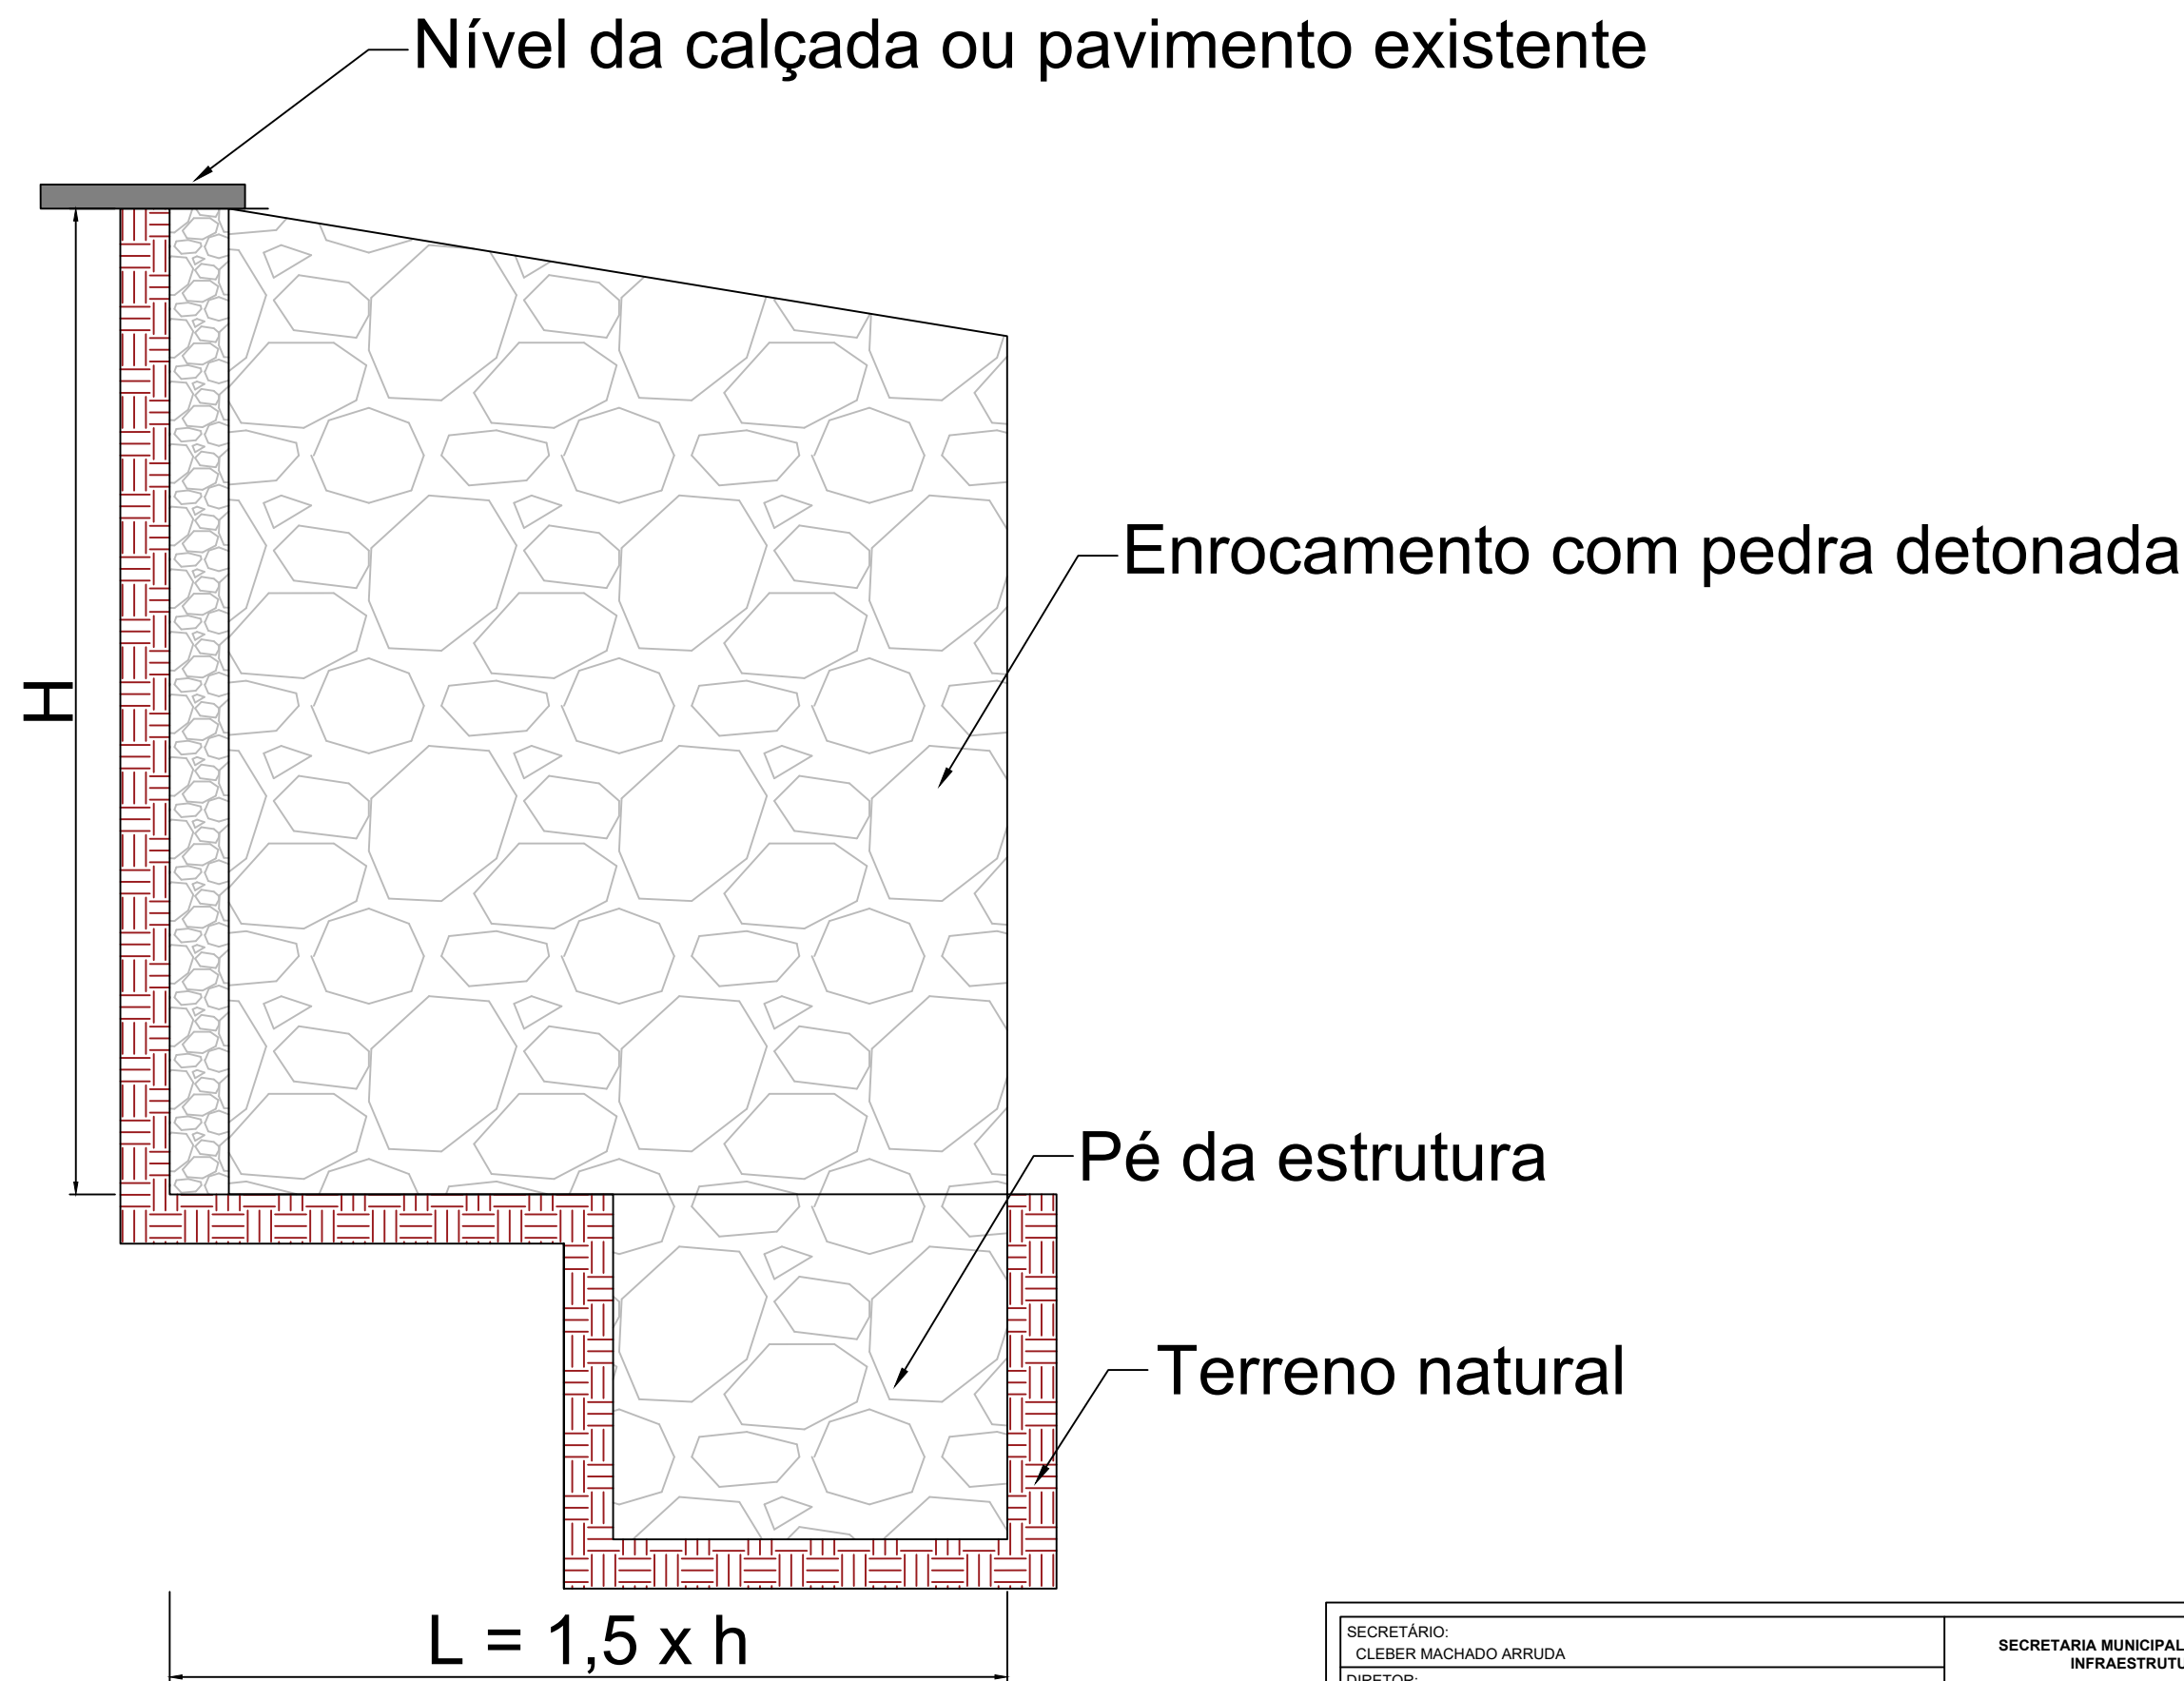 Nível da calçada ou pavimento existente
Enrocamento com pedra detonada
H
Pé da estrutura
Terreno natural
L = 1,5 x h
SECRETÁRIO:
CLEBER MACHADO ARRUDA
SECRETARIA MUNICIPAL
DIRETOR: